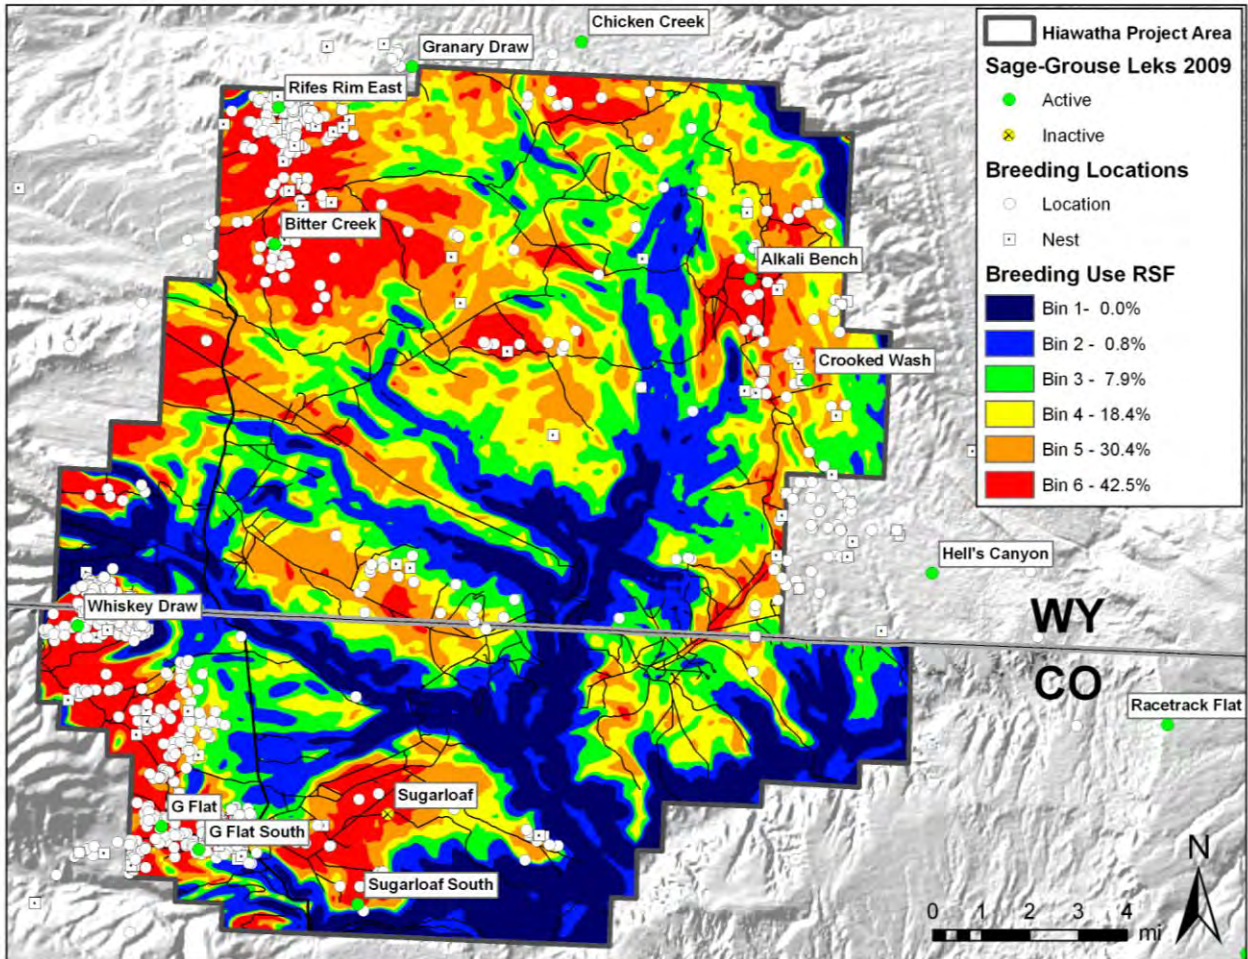 Chicken Creek
Granary Draw
Rifes Rim East
Bitter Creek
Alkali Bench
Crooked Wash
Hell's Canyon
Whiskey Draw
WY
CO
Racetrack Flat
Sugarloaf
G Flat
G Flat South
Sugarloaf South
Hiawatha Project Area
Sage-Grouse Leks 2009
Active
Inactive
Breeding Locations
Location
Nest
Breeding Use RSF
Bin 1- 0.0%
Bin 2 - 0.8%
Bin 3 - 7.9%
Bin 4 - 18.4%
Bin 5 - 30.4%
Bin 6 - 42.5%
N
0 1 2 3 4
mi